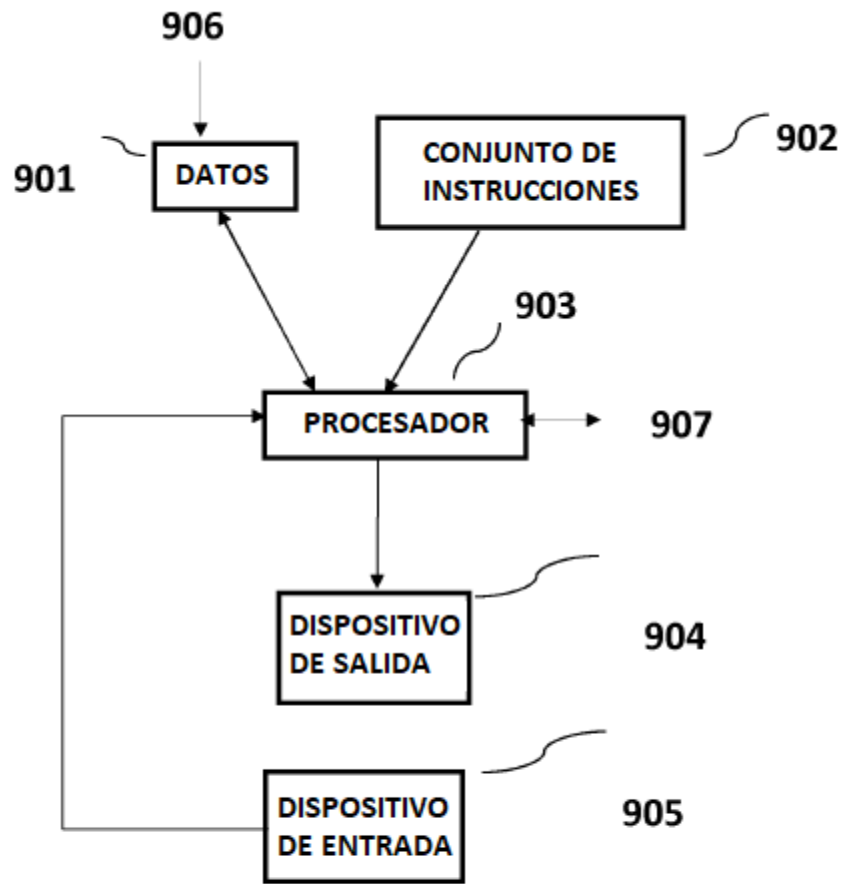 906
901
DATOS
CONJUNTO DE
INSTRUCCIONES
902
903
PROCESADOR
907
DISPOSITIVO
DE SALIDA
904
DISPOSITIVO
DE ENTRADA
905